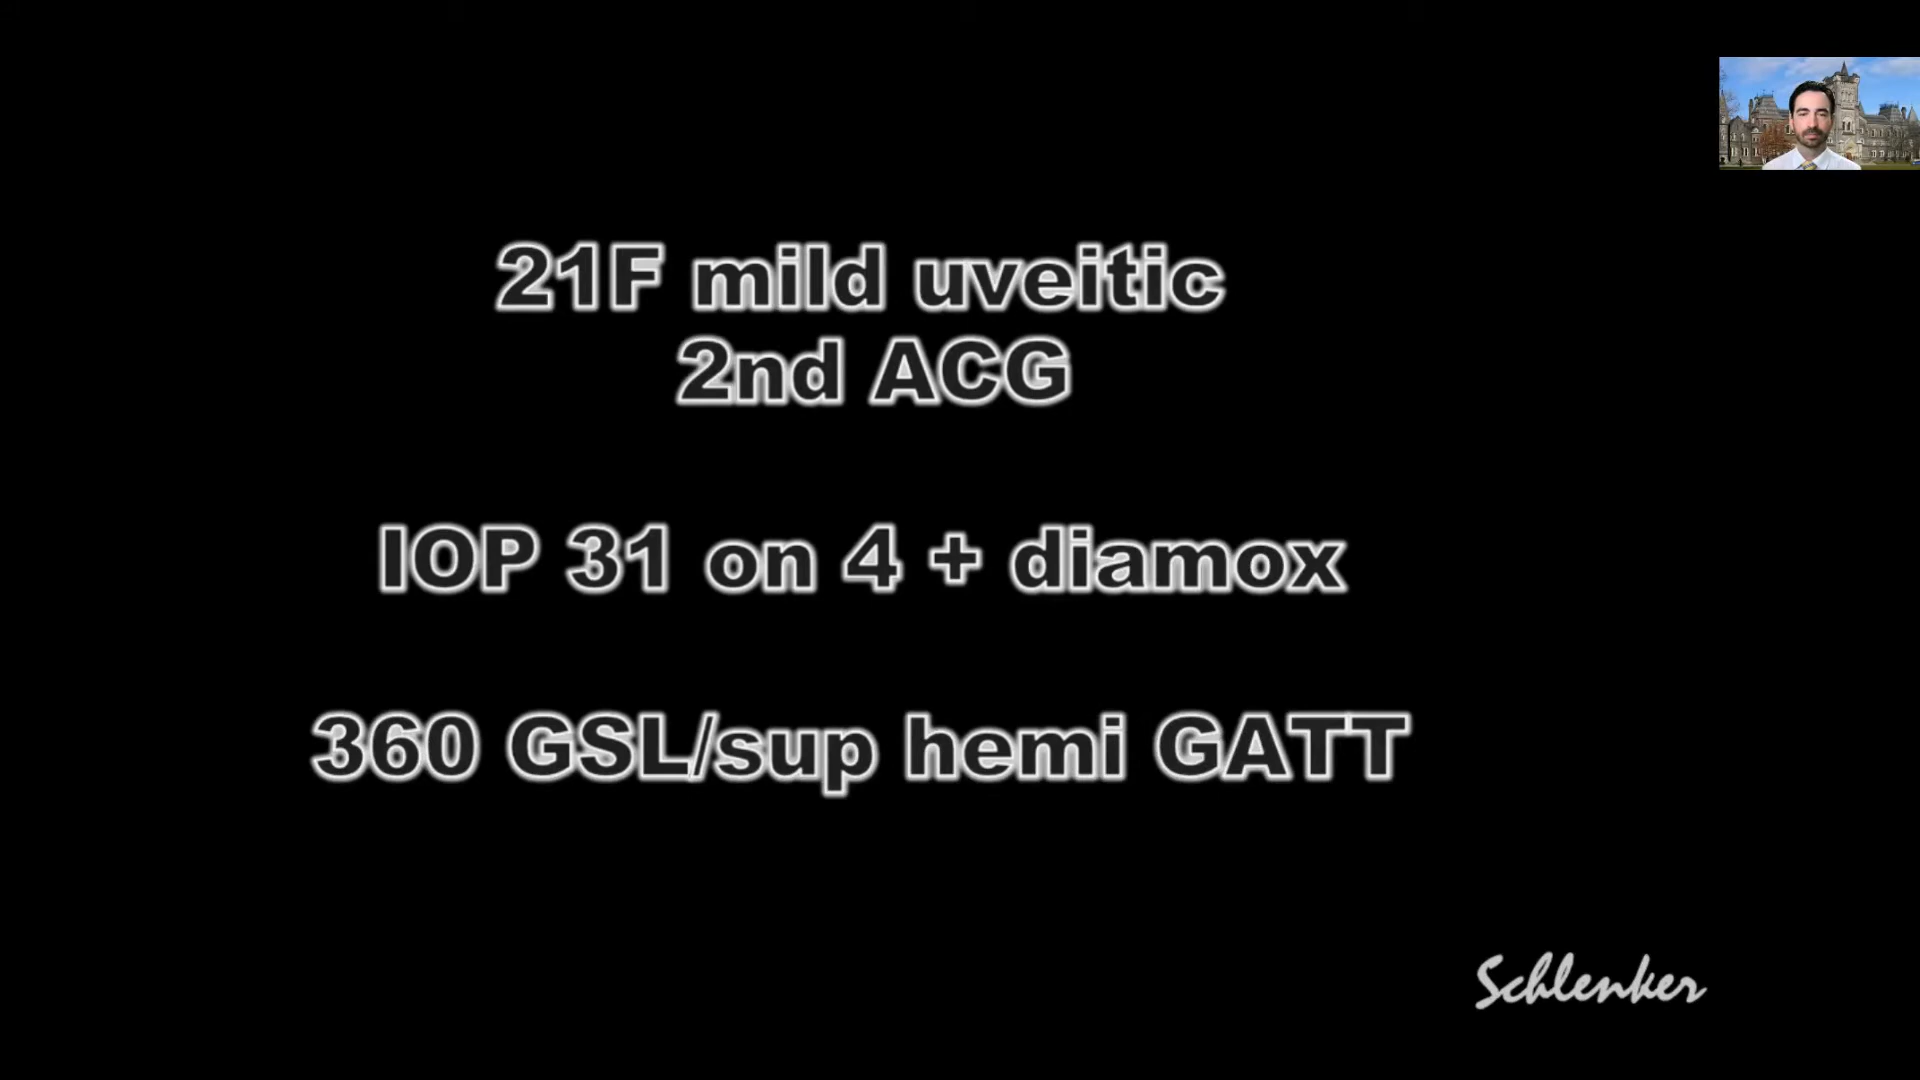 21F mild uveitic
2nd ACG
IOP 31 on 4 + diamox
360 GSL/sup hemi GATT
Schlenker